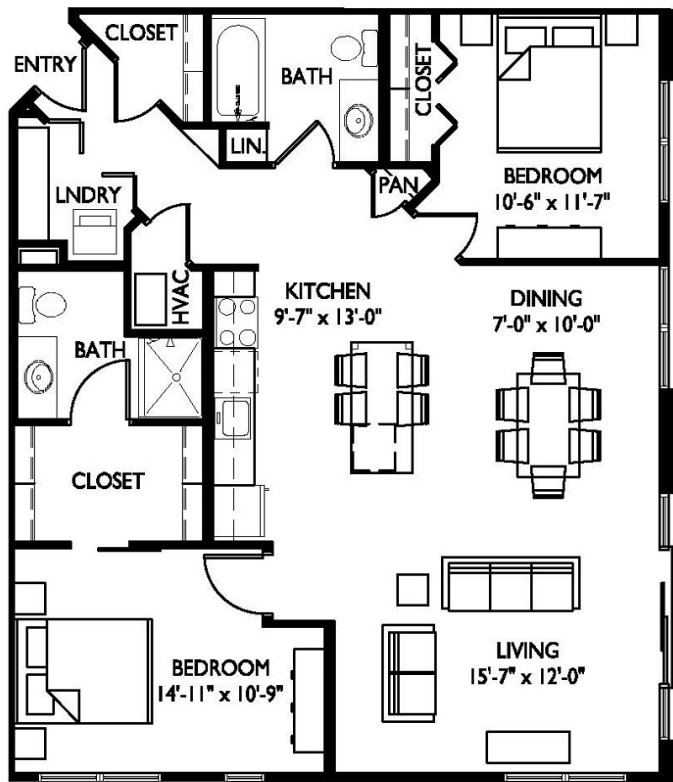 CLOSET
ENTRY
BATH
CLOSET
LIN.
PAN
BEDROOM
10'-6" x 11'-7"
LNDRY
HVAC
KITCHEN
9'-7" x 13'-0"
DINING
7'-0" x 10'-0"
BATH
CLOSET
BEDROOM
14'-11" x 10'-9"
LIVING
15'-7" x 12'-0"